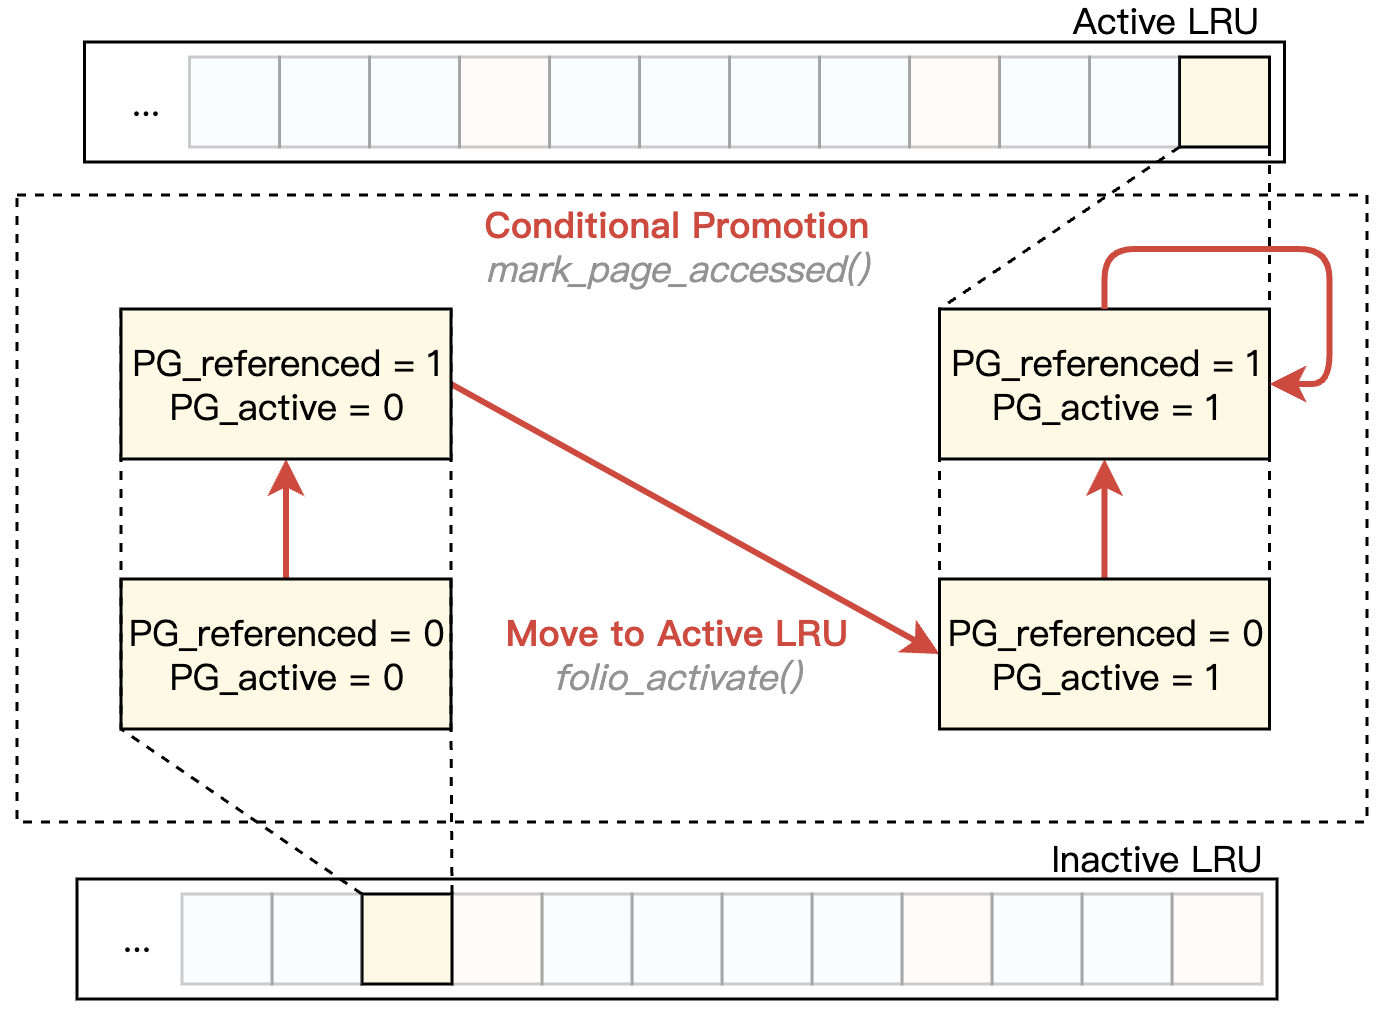 Active LRU
...
Conditional Promotion
mark_page_accessed()
PG_referenced = 1
PG_active = 0
PG_referenced = 1
PG_active = 1
PG_referenced = 0
PG_active = 0
Move to Active LRU
folio_activate()
PG_referenced = 0
PG_active = 1
Inactive LRU
...